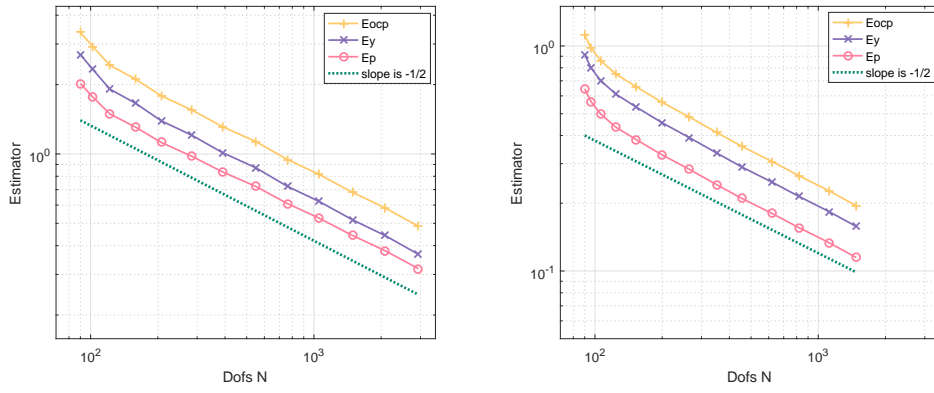 Eocp
Ey
Ep
slope is -1/2
10^0
Estimator
10^2
10^3
Dofs N
Eocp
Ey
Ep
slope is -1/2
10^0
10^-1
Estimator
10^2
10^3
Dofs N